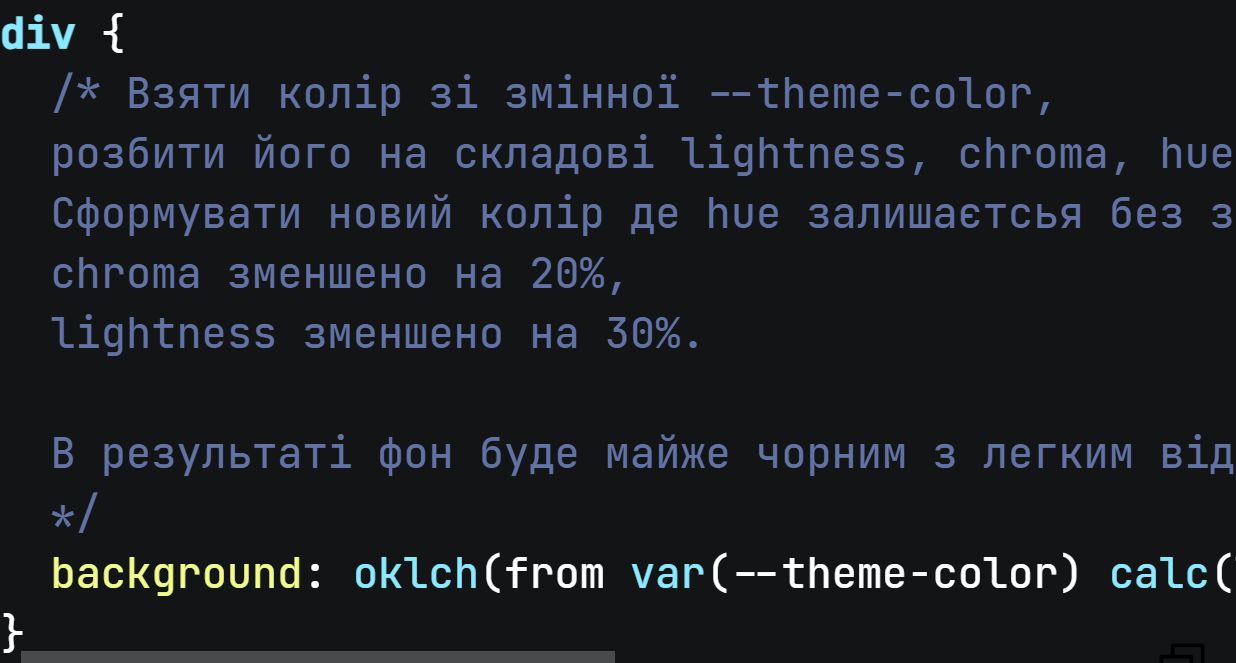 div {
/* Взяти колір зі змінної --theme-color,
розбити його на складові lightness, chroma, hue
Сформувати новий колір де hue залишаєтсья без з
chroma зменшено на 20%,
lightness зменшено на 30%.
В результаті фон буде майже чорним з легким від
*/
background: oklch(from var(--theme-color) calc(
}